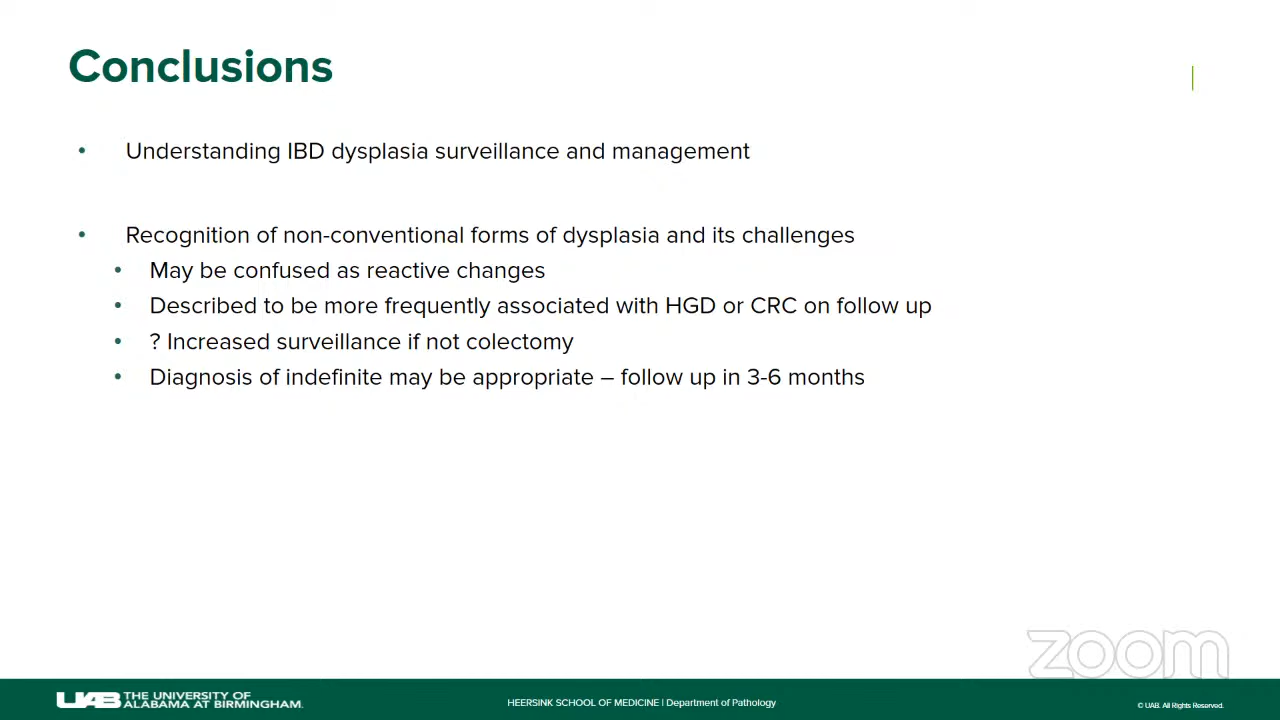 Conclusions
• Understanding IBD dysplasia surveillance and management
• Recognition of non-conventional forms of dysplasia and its challenges
• May be confused as reactive changes
• Described to be more frequently associated with HGD or CRC on follow up
• ? Increased surveillance if not colectomy
• Diagnosis of indefinite may be appropriate – follow up in 3-6 months
zoom
UAB THE UNIVERSITY OF
ALABAMA AT BIRMINGHAM.
HEERSINK SCHOOL OF MEDICINE | Department of Pathology
© UAB. All Rights Reserved.